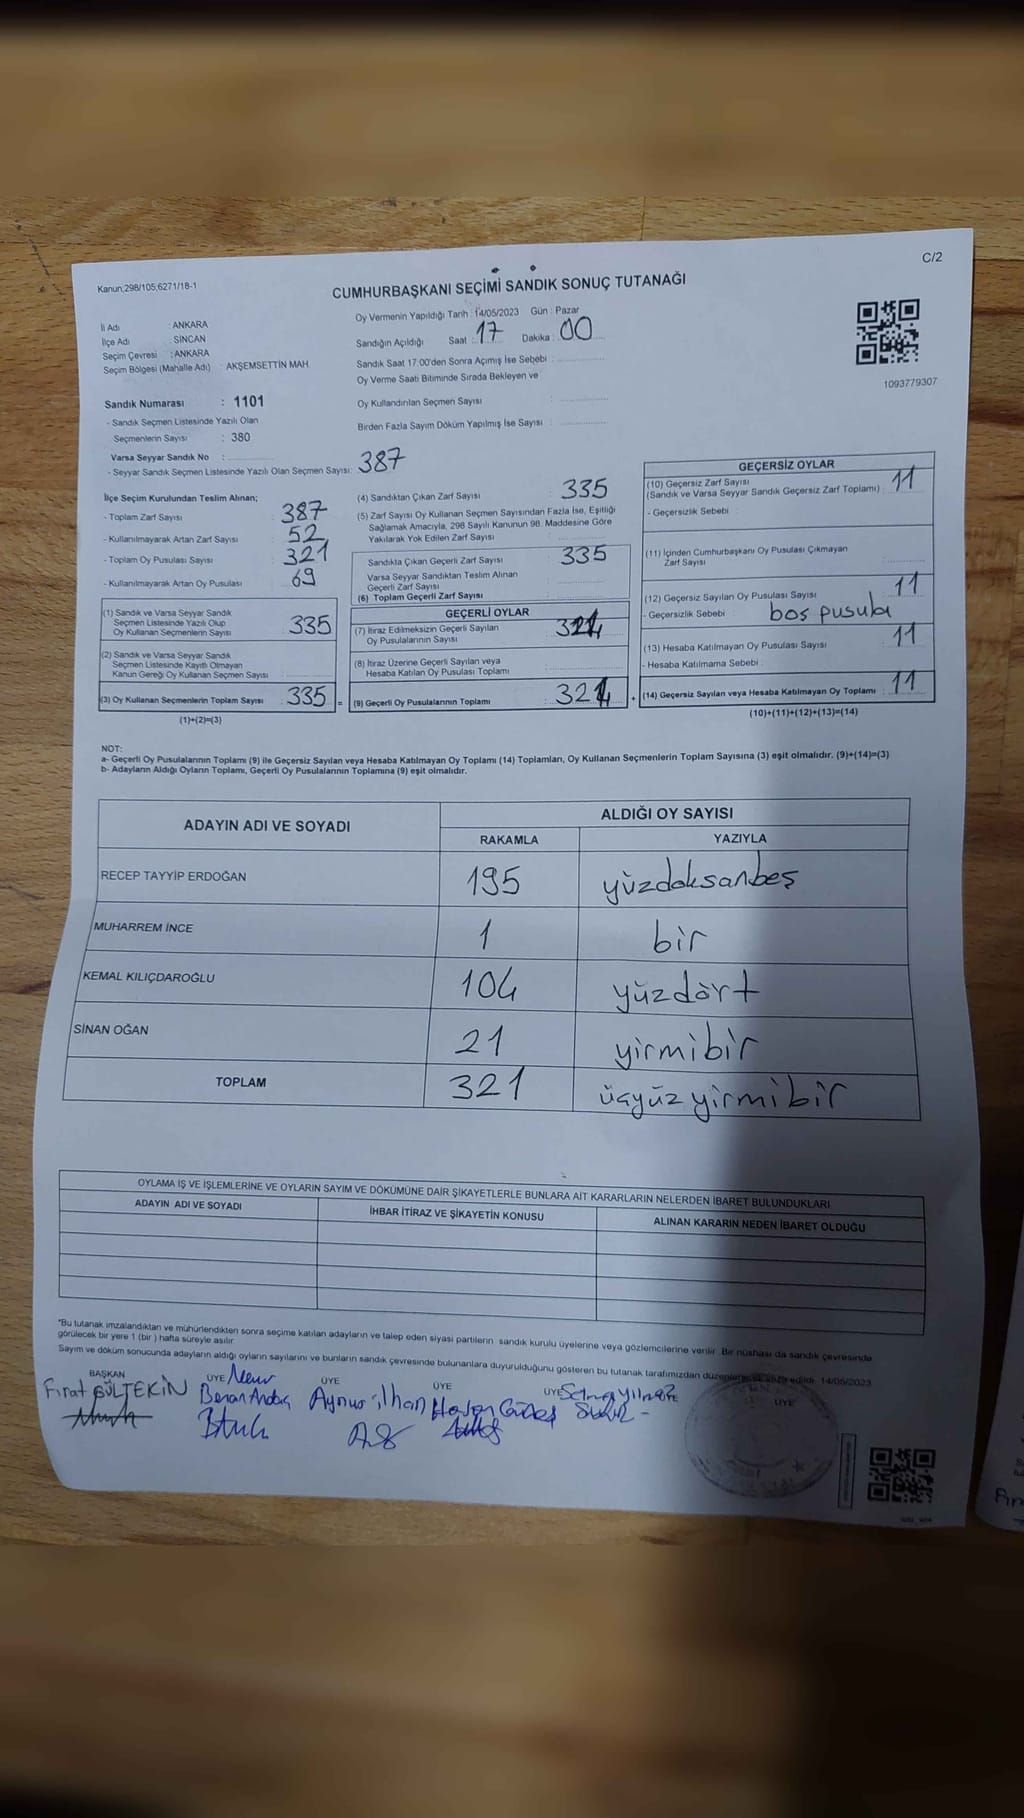 C/2
Kanun;298/105;6271/18-1
CUMHURBAŞKANI SEÇİMİ SANDIK SONUÇ TUTANAĞI
İl Adı : ANKARA
İlçe Adı : SİNCAN
Seçim Çevresi : ANKARA
Seçim Bölgesi (Mahalle Adı) : AKŞEMSETTİN MAH
Oy Vermenin Yapıldığı Tarih : 14/05/2023 Gün : Pazar
Sandığın Açıldığı Saat : 17 Dakika : 00
Sandık Saat 17:00'den Sonra Açımış İse Sebebi :
Oy Verme Saati Bitiminde Sırada Bekleyen ve
Oy Kullandırılan Seçmen Sayısı :
Birden Fazla Sayım Döküm Yapılmış İse Sayısı :
1093779307
Sandık Numarası : 1101
- Sandık Seçmen Listesinde Yazılı Olan
Seçmenlerin Sayısı : 380
Varsa Seyyar Sandık No :
- Seyyar Sandık Seçmen Listesinde Yazılı Olan Seçmen Sayısı: 387
İlçe Seçim Kurulundan Teslim Alınan;
- Toplam Zarf Sayısı : 387
- Kullanılmayarak Artan Zarf Sayısı : 52
- Toplam Oy Pusulası Sayısı : 321
- Kullanılmayarak Artan Oy Pusulası : 69
(1) Sandık ve Varsa Seyyar Sandık
Seçmen Listesinde Yazılı Olup
Oy Kullanan Seçmenlerin Sayısı : 335
(2) Sandık ve Varsa Seyyar Sandık
Seçmen Listesinde Kayıtlı Olmayan
Kanun Gereği Oy Kullanan Seçmen Sayısı :
(3) Oy Kullanan Seçmenlerin Toplam Sayısı : 335 =
(1)+(2)=(3)
(4) Sandıktan Çıkan Zarf Sayısı : 335
(5) Zarf Sayısı Oy Kullanan Seçmen Sayısından Fazla İse, Eşitliği
Sağlamak Amacıyla, 298 Sayılı Kanunun 98. Maddesine Göre
Yakılarak Yok Edilen Zarf Sayısı :
Sandıkta Çıkan Geçerli Zarf Sayısı : 335
Varsa Seyyar Sandıktan Teslim Alınan
Geçerli Zarf Sayısı :
(6) Toplam Geçerli Zarf Sayısı :
GEÇERLİ OYLAR
(7) İtiraz Edilmeksizin Geçerli Sayılan
Oy Pusulalarının Sayısı :
(8) İtiraz Üzerine Geçerli Sayılan veya
Hesaba Katılan Oy Pusulası Toplamı :
(9) Geçerli Oy Pusulalarının Toplamı : +
GEÇERSİZ OYLAR
(10) Geçersiz Zarf Sayısı
(Sandık ve Varsa Seyyar Sandık Geçersiz Zarf Toplamı) : 11
- Geçersizlik Sebebi :
(11) İçinden Cumhurbaşkanı Oy Pusulası Çıkmayan
Zarf Sayısı :
(12) Geçersiz Sayılan Oy Pusulası Sayısı : 11
- Geçersizlik Sebebi : boş pusula
(13) Hesaba Katılmayan Oy Pusulası Sayısı : 11
- Hesaba Katılmama Sebebi :
(14) Geçersiz Sayılan veya Hesaba Katılmayan Oy Toplamı : 11
(10)+(11)+(12)+(13)=(14)
NOT:
a- Geçerli Oy Pusulalarının Toplamı (9) ile Geçersiz Sayılan veya Hesaba Katılmayan Oy Toplamı (14) Toplamları, Oy Kullanan Seçmenlerin Toplam Sayısına (3) eşit olmalıdır. (9)+(14)=(3)
b- Adayların Aldığı Oyların Toplamı, Geçerli Oy Pusulalarının Toplamına (9) eşit olmalıdır.
ADAYIN ADI VE SOYADI ALDIĞI OY SAYISI
RAKAMLA YAZIYLA
RECEP TAYYİP ERDOĞAN 195 yüzdoksanbeş
MUHARREM İNCE 1 bir
KEMAL KILIÇDAROĞLU 104 yüzdört
SİNAN OĞAN 21 yirmibir
TOPLAM 321 üçyüzyirmibir
OYLAMA İŞ VE İŞLEMLERİNE VE OYLARIN SAYIM VE DÖKÜMÜNE DAİR ŞİKAYETLERLE BUNLARA AİT KARARLARIN NELERDEN İBARET BULUNDUKLARI
ADAYIN ADI VE SOYADI İHBAR İTİRAZ VE ŞİKAYETİN KONUSU ALINAN KARARIN NEDEN İBARET OLDUĞU
*Bu tutanak imzalandıktan ve mühürlendikten sonra seçime katılan adayların ve talep eden siyasi partilerin sandık kurulu üyelerine veya gözlemcilerine verilir. Bir nüshası da sandık çevresinde
görülecek bir yere 1 (bir) hafta süreyle asılır.
Sayım ve döküm sonucunda adayların aldığı oyların sayılarını ve bunların sandık çevresinde bulunanlara duyurulduğunu gösteren bu tutanak tarafımızdan edildi. 14/05/2023
BAŞKAN ÜYE ÜYE ÜYE ÜYE ÜYE
Fırat GÜLTEKİN Aynur ilhan